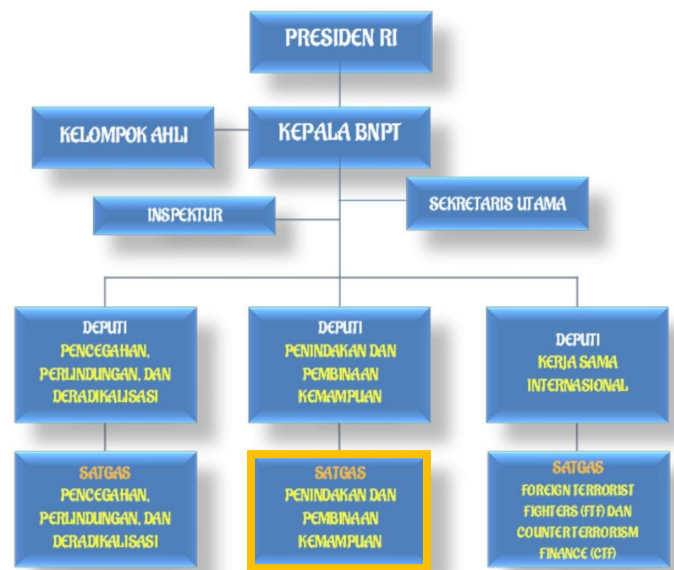 PRESIDEN RI
KELOMPOK AHLI
KEPALA BNPT
INSPEKTUR
SEKRETARIS UTAMA
DEPUTI
PENCEGAHAN,
PERLINDUNGAN, DAN
DERADIKALISASI
DEPUTI
PENINDAKAN DAN
PEMBINAAN
KEMAMPUAN
DEPUTI
KERJA SAMA
INTERNASIONAL
SATGAS
PENCEGAHAN,
PERLINDUNGAN, DAN
DERADIKALISASI
SATGAS
PENINDAKAN DAN
PEMBINAAN
KEMAMPUAN
SATGAS
FOREIGN TERRORIST
FIGHTERS (FTF) DAN
COUNTERTERRORISM
FINANCE (CTF)